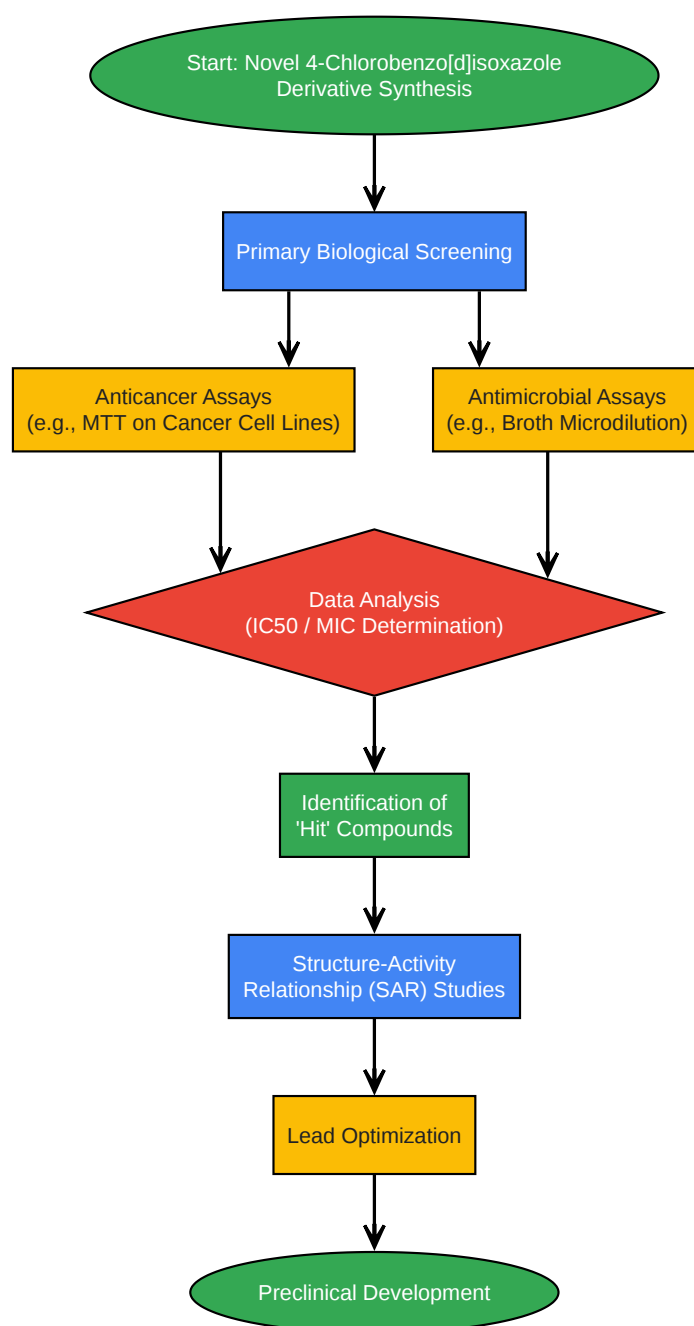 Start: Novel 4-Chlorobenzo[d]isoxazole
Derivative Synthesis
Primary Biological Screening
Anticancer Assays
(e.g., MTT on Cancer Cell Lines)
Antimicrobial Assays
(e.g., Broth Microdilution)
Data Analysis
(IC50 / MIC Determination)
Identification of
'Hit' Compounds
Structure-Activity
Relationship (SAR) Studies
Lead Optimization
Preclinical Development